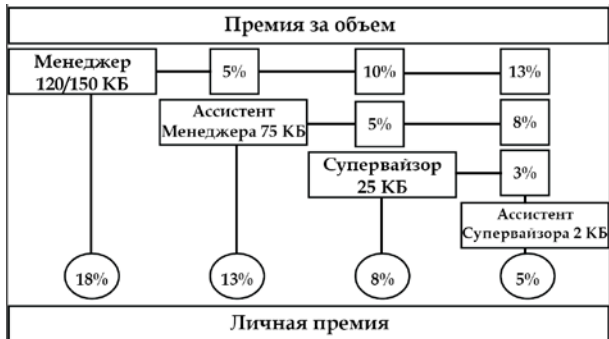 Премия за объем
Менеджер
120/150 КБ
5%
10%
13%
Ассистент
Менеджера 75 КБ
5%
8%
Супервайзор
25 КБ
3%
Ассистент
Супервайзора 2 КБ
18%
13%
8%
5%
Личная премия